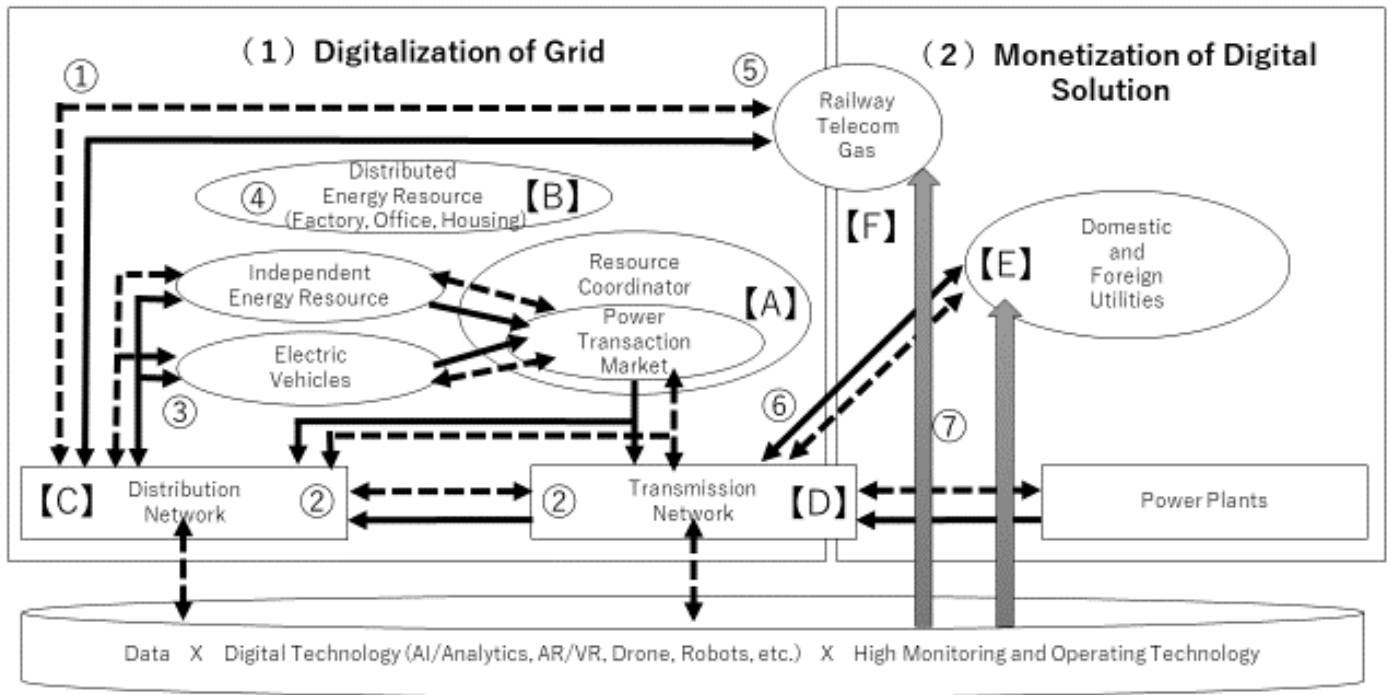 （1）Digitalization of Grid
（2）Monetization of Digital
Solution
①
⑤
Railway
Telecom
Gas
Distributed
Energy Resource
(Factory, Office, Housing)
④
【B】
【F】
Independent
Energy Resource
Resource
Coordinator
【A】
Power
Transaction
Market
Electric
Vehicles
【E】
Domestic
and
Foreign
Utilities
③
⑥
⑦
【C】
Distribution
Network
②
②
Transmission
Network
【D】
Power Plants
Data X Digital Technology (AI/Analytics, AR/VR, Drone, Robots, etc.) X High Monitoring and Operating Technology